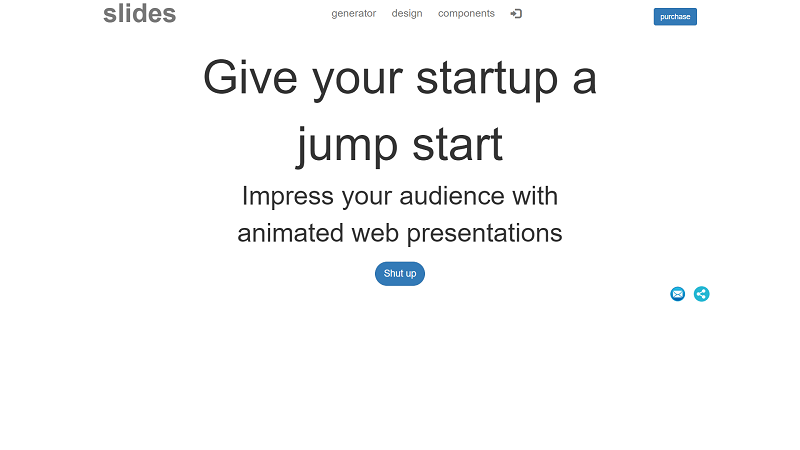 slides
generator design components
purchase
Give your startup a
jump start
Impress your audience with
animated web presentations
Shut up